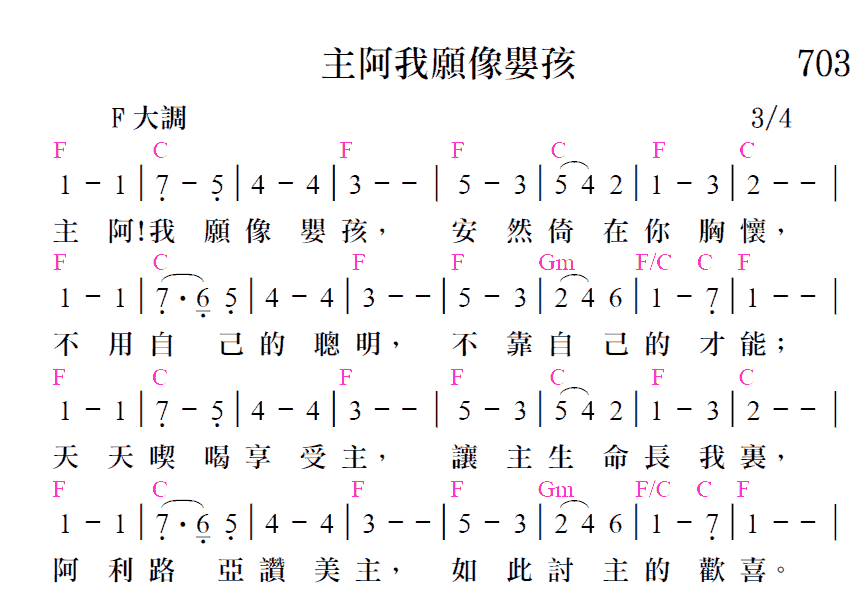 主阿我願像嬰孩 703
F 大調 3/4
F C F F C F C
1 - 1 | 7̣ - 5̣ | 4 - 4 | 3 - - | 5 - 3 | 5 4 2 | 1 - 3 | 2 - - |
主 阿!我 願 像 嬰 孩， 安 然 倚 在 你 胸 懷，
F C F F Gm F/C C F
1 - 1 | 7̣ · 6̣ 5̣ | 4 - 4 | 3 - - | 5 - 3 | 2 4 6 | 1 - 7̣ | 1 - - |
不 用 自 己 的 聰 明， 不 靠 自 己 的 才 能；
F C F F C F C
1 - 1 | 7̣ - 5̣ | 4 - 4 | 3 - - | 5 - 3 | 5 4 2 | 1 - 3 | 2 - - |
天 天 喫 喝 享 受 主， 讓 主 生 命 長 我 裏，
F C F F Gm F/C C F
1 - 1 | 7̣ · 6̣ 5̣ | 4 - 4 | 3 - - | 5 - 3 | 2 4 6 | 1 - 7̣ | 1 - - |
阿 利 路 亞 讚 美 主， 如 此 討 主 的 歡 喜。